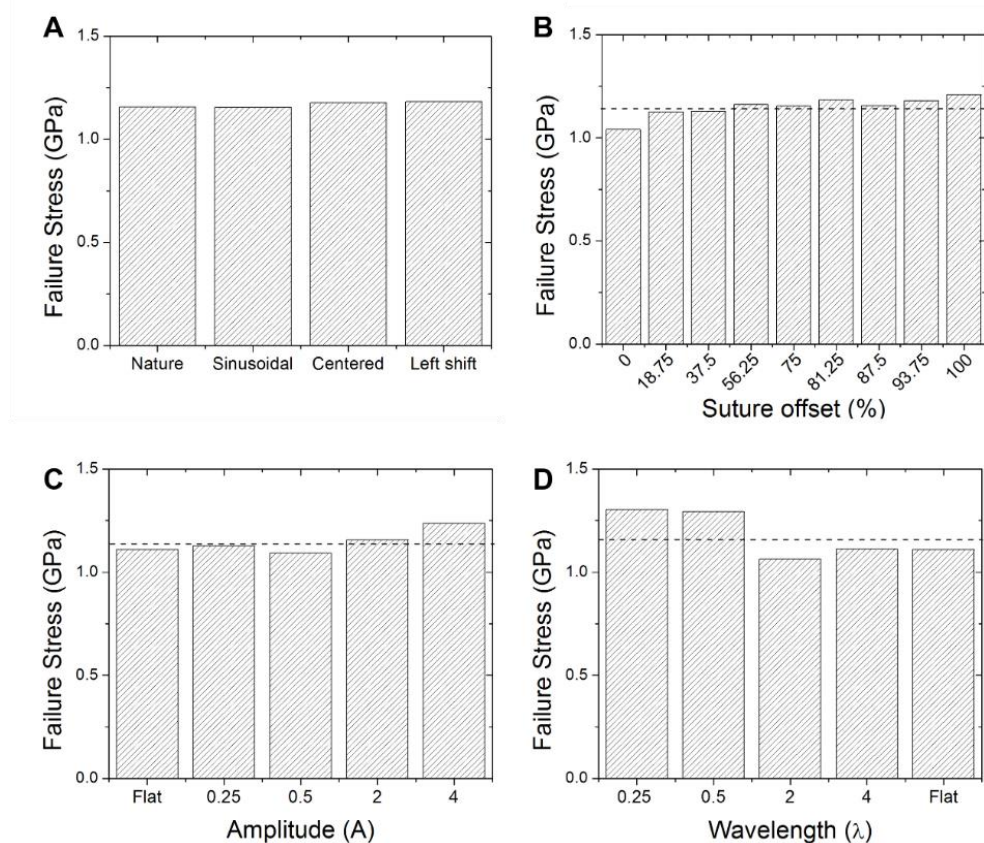 A
1.5
1.0
0.5
0.0
Failure Stress (GPa)
Nature Sinusoidal Centered Left shift
B
1.5
1.0
0.5
0.0
Failure Stress (GPa)
0 18.75 37.5 56.25 75 81.25 87.5 93.75 100
Suture offset (%)
C
1.5
1.0
0.5
0.0
Failure Stress (GPa)
Flat 0.25 0.5 2 4
Amplitude (A)
D
1.5
1.0
0.5
0.0
Failure Stress (GPa)
0.25 0.5 2 4 Flat
Wavelength (λ)